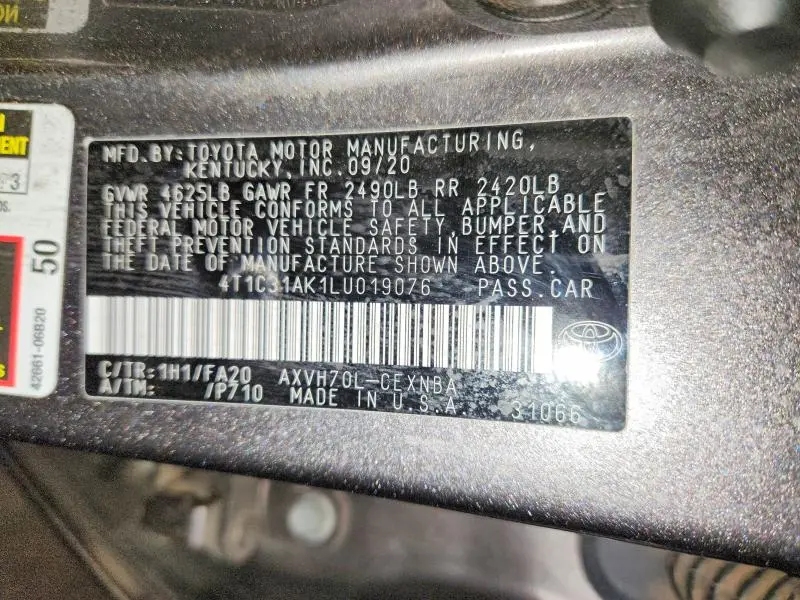 MFD. BY: TOYOTA MOTOR MANUFACTURING,
KENTUCKY, INC. 09/20
GVWR 4625LB GAWR FR 2490LB RR 2420LB
THIS VEHICLE CONFORMS TO ALL APPLICABLE
FEDERAL MOTOR VEHICLE SAFETY, BUMPER, AND
THEFT PREVENTION STANDARDS IN EFFECT ON
THE DATE OF MANUFACTURE SHOWN ABOVE.
4T1C31AK1LU019076 PASS.CAR
C/TR: 1H1/FA20 AXVH70L-CEXNBA
A/TM: /P710 MADE IN U.S.A 31066
50
42661-06B20